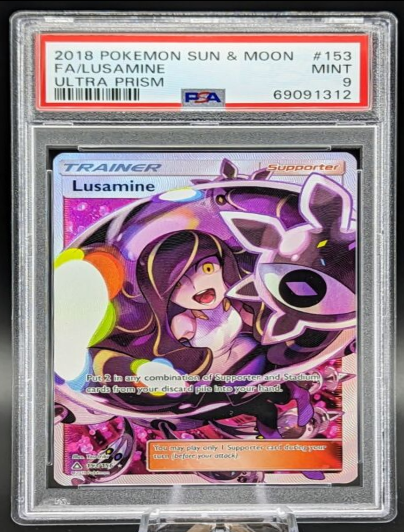 2018 POKEMON SUN & MOON #153
FA/LUSAMINE MINT
ULTRA PRISM 9
PSA 69091312
TRAINER Supporter
Lusamine
Put 2 in any combination of Supporter and Stadium
cards from your discard pile into your hand.
You may play only 1 Supporter card during your
turn (before your attack).
Illus.